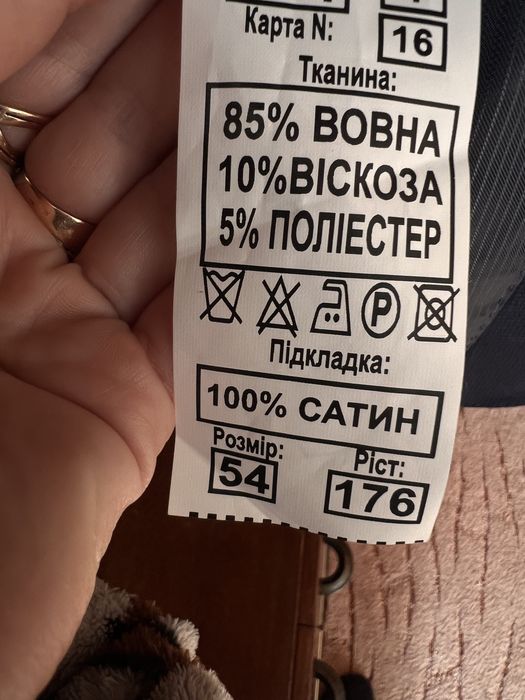 Карта N:
16
Тканина:
85% ВОВНА
10%ВІСКОЗА
5% ПОЛІЕСТЕР
P
Підкладка:
100% САТИН
Розмір:
54
Ріст:
176